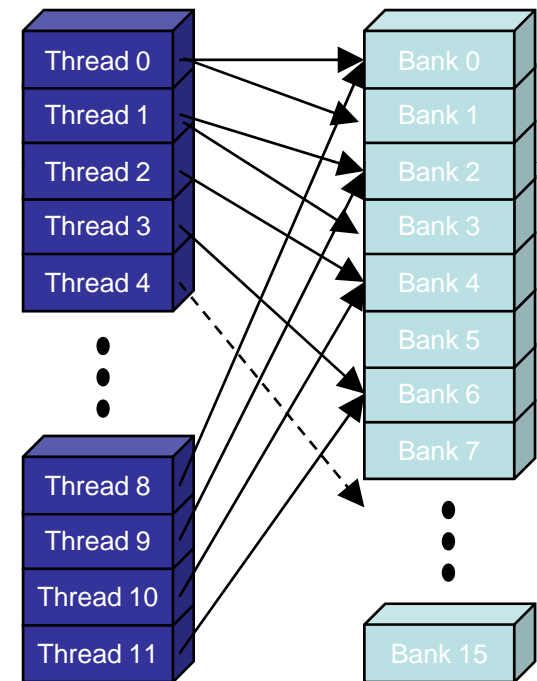 Thread 0
Thread 1
Thread 2
Thread 3
Thread 4
Thread 8
Thread 9
Thread 10
Thread 11
Bank 0
Bank 1
Bank 2
Bank 3
Bank 4
Bank 5
Bank 6
Bank 7
Bank 15